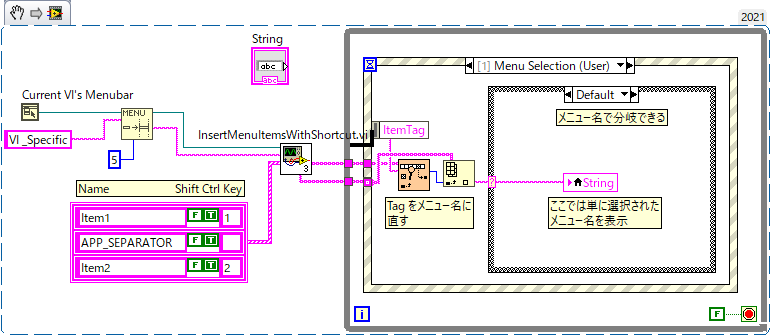 2021
String
abc
abc
[1] Menu Selection (User)
Current VI's Menubar
MENU
Default
メニュー名で分岐できる
InsertMenuItemsWithShortcut.vi
ItemTag
VI _Specific
5
3
String
Name Shift Ctrl Key
Tag をメニュー名に
直す
ここでは単に選択された
メニュー名を表示
Item1 F T 1
APP_SEPARATOR F T
Item2 F T 2
i
F